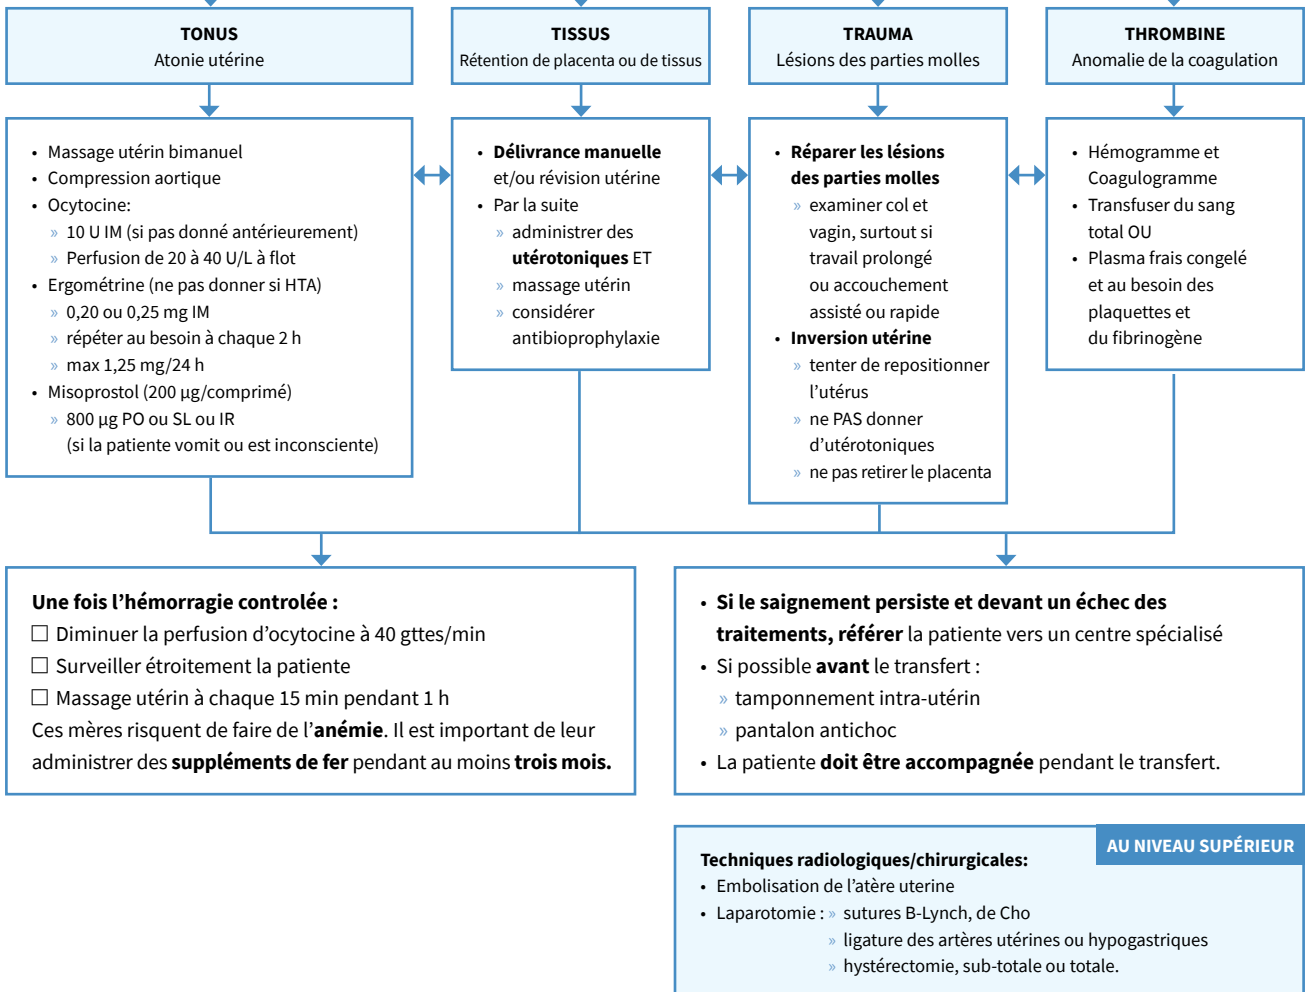 TONUS
Atonie utérine
TISSUS
Rétention de placenta ou de tissus
TRAUMA
Lésions des parties molles
THROMBINE
Anomalie de la coagulation
• Massage utérin bimanuel
• Compression aortique
• Ocytocine:
» 10 U IM (si pas donné antérieurement)
» Perfusion de 20 à 40 U/L à flot
• Ergométrine (ne pas donner si HTA)
» 0,20 ou 0,25 mg IM
» répéter au besoin à chaque 2 h
» max 1,25 mg/24 h
• Misoprostol (200 µg/comprimé)
» 800 µg PO ou SL ou IR
(si la patiente vomit ou est inconsciente)
• Délivrance manuelle
et/ou révision utérine
• Par la suite
» administrer des
utérotoniques ET
» massage utérin
» considérer
antibioprophylaxie
• Réparer les lésions
des parties molles
» examiner col et
vagin, surtout si
travail prolongé
ou accouchement
assisté ou rapide
• Inversion utérine
» tenter de repositionner
l’utérus
» ne PAS donner
d’utérotoniques
» ne pas retirer le placenta
• Hémogramme et
Coagulogramme
• Transfuser du sang
total OU
• Plasma frais congelé
et au besoin des
plaquettes et
du fibrinogène
Une fois l’hémorragie controlée :
☐ Diminuer la perfusion d’ocytocine à 40 gttes/min
☐ Surveiller étroitement la patiente
☐ Massage utérin à chaque 15 min pendant 1 h
Ces mères risquent de faire de l’anémie. Il est important de leur
administrer des suppléments de fer pendant au moins trois mois.
• Si le saignement persiste et devant un échec des
traitements, référer la patiente vers un centre spécialisé
• Si possible avant le transfert :
» tamponnement intra-utérin
» pantalon antichoc
• La patiente doit être accompagnée pendant le transfert.
AU NIVEAU SUPÉRIEUR
Techniques radiologiques/chirurgicales:
• Embolisation de l’atère uterine
• Laparotomie : » sutures B-Lynch, de Cho
» ligature des artères utérines ou hypogastriques
» hystérectomie, sub-totale ou totale.